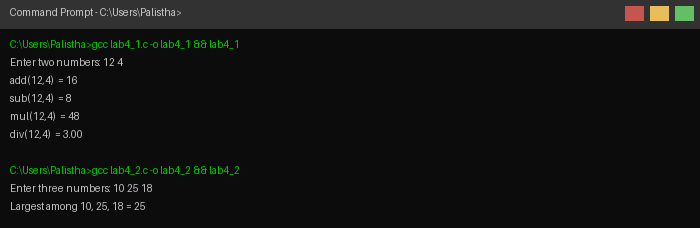 Command Prompt - C:\Users\Palistha>
C:\Users\Palistha>gcc lab4_1.c -o lab4_1 && lab4_1
Enter two numbers: 12 4
add(12,4) = 16
sub(12,4) = 8
mul(12,4) = 48
div(12,4) = 3.00
C:\Users\Palistha>gcc lab4_2.c -o lab4_2 && lab4_2
Enter three numbers: 10 25 18
Largest among 10, 25, 18 = 25